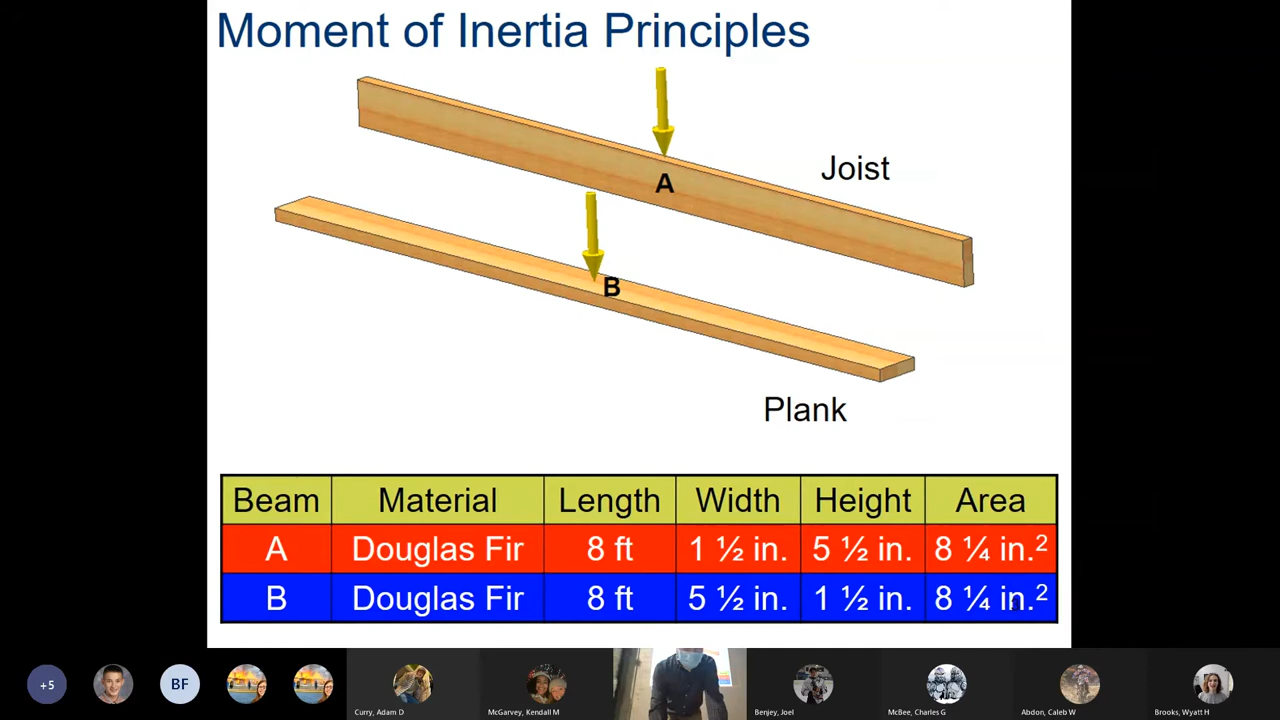 Moment of Inertia Principles
A
Joist
B
Plank
Beam Material Length Width Height Area
A Douglas Fir 8 ft 1 ½ in. 5 ½ in. 8 ¼ in.²
B Douglas Fir 8 ft 5 ½ in. 1 ½ in. 8 ¼ in.²
+5
BF
Curry, Adam D
McGarvey, Kendall M
Benjey, Joel
McBee, Charles G
Abdon, Caleb W
Brooks, Wyatt H